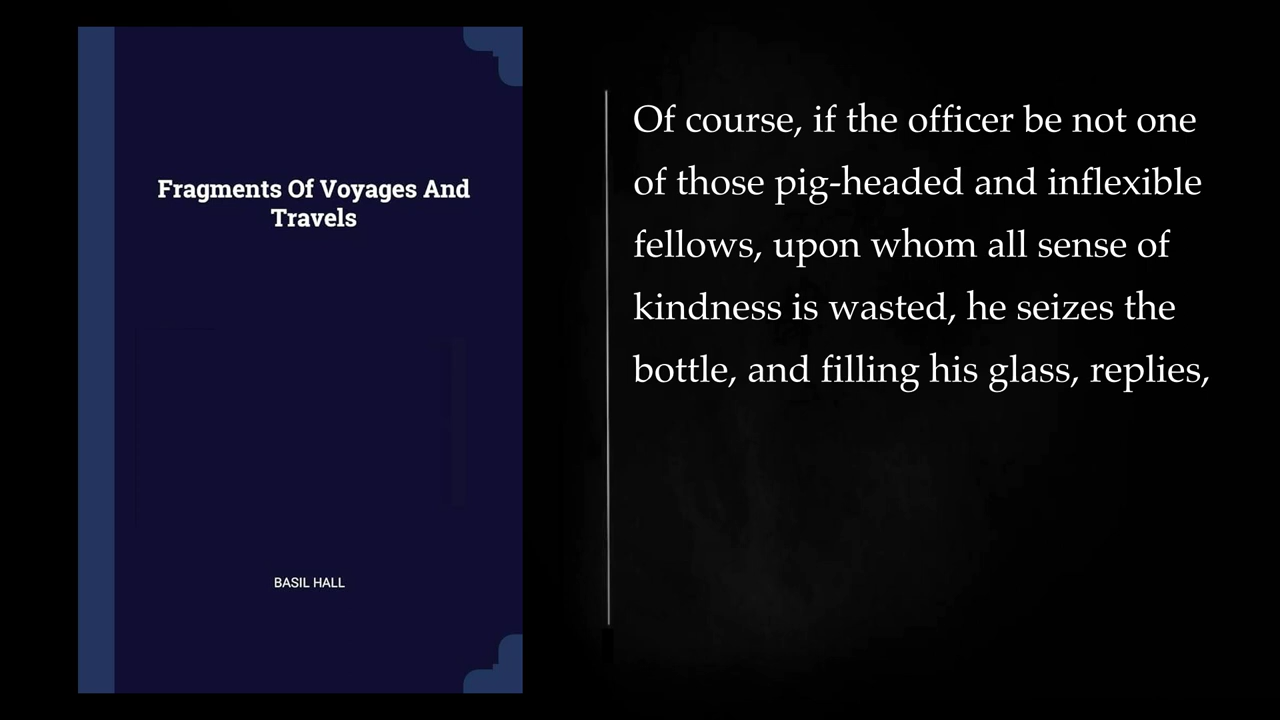 Fragments Of Voyages And
Travels
BASIL HALL
Of course, if the officer be not one
of those pig-headed and inflexible
fellows, upon whom all sense of
kindness is wasted, he seizes the
bottle, and filling his glass, replies,